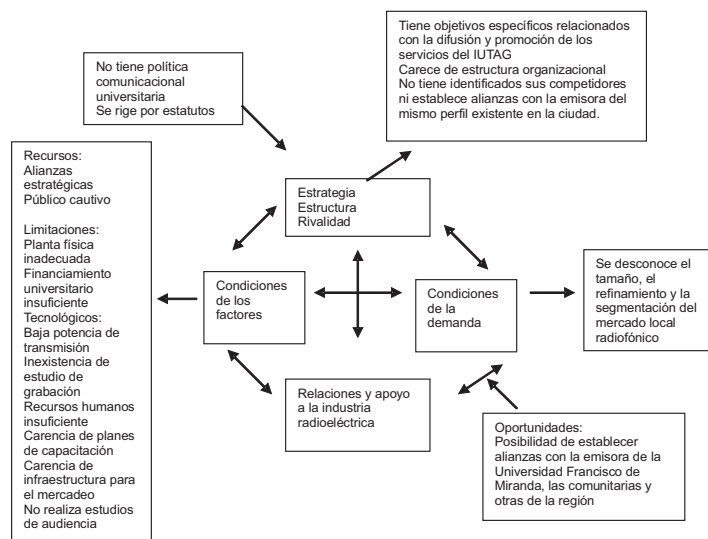 Tiene objetivos específicos relacionados
con la difusión y promoción de los
servicios del IUTAG
Carece de estructura organizacional
No tiene identificados sus competidores
ni establece alianzas con la emisora del
mismo perfil existente en la ciudad.
No tiene política
comunicacional
universitaria
Se rige por estatutos
Recursos:
Alianzas
estratégicas
Público cautivo
Limitaciones:
Planta física
inadecuada
Financiamiento
universitario
insuficiente
Tecnológicos:
Baja potencia de
transmisión
Inexistencia de
estudio de
grabación
Recursos humanos
insuficiente
Carencia de planes
de capacitación
Carencia de
infraestructura para
el mercadeo
No realiza estudios
de audiencia
Estrategia
Estructura
Rivalidad
Condiciones
de los
factores
Condiciones
de la
demanda
Se desconoce el
tamaño, el
refinamiento y la
segmentación del
mercado local
radiofónico
Relaciones y apoyo
a la industria
radioeléctrica
Oportunidades:
Posibilidad de establecer
alianzas con la emisora de la
Universidad Francisco de
Miranda, las comunitarias y
otras de la región